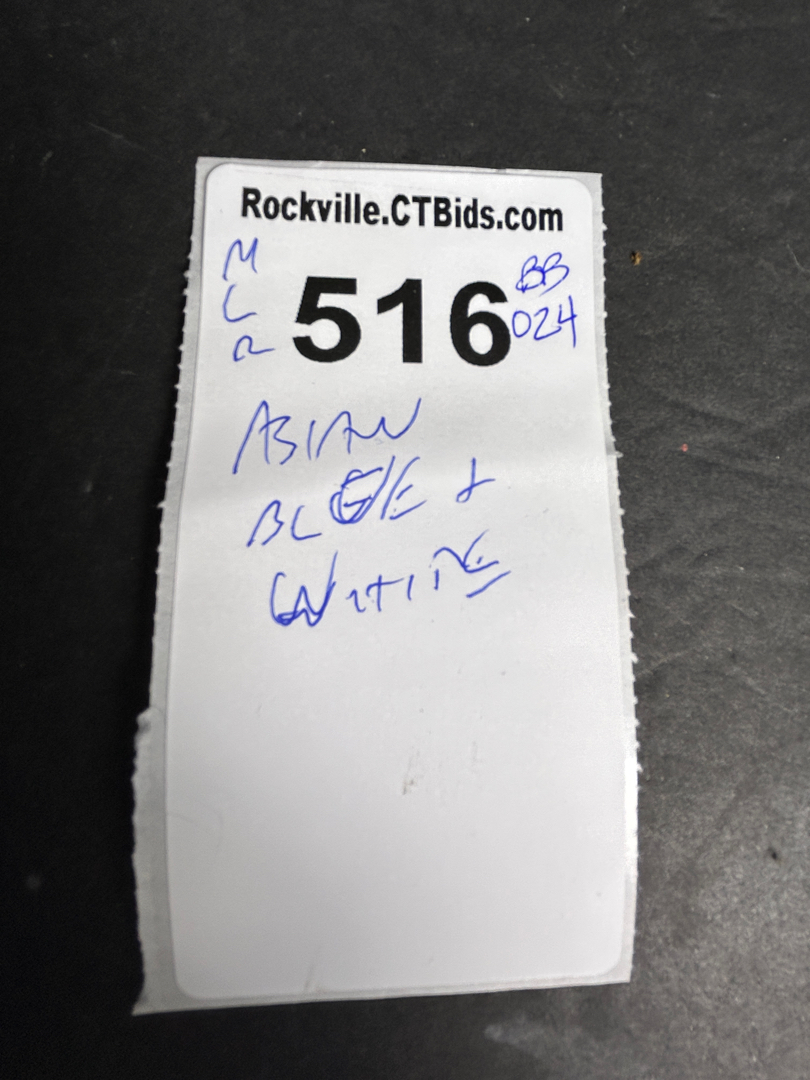 Rockville.CTBids.com
M
L
R
516
BB
024
ASIAN
BLUE &
WHITE